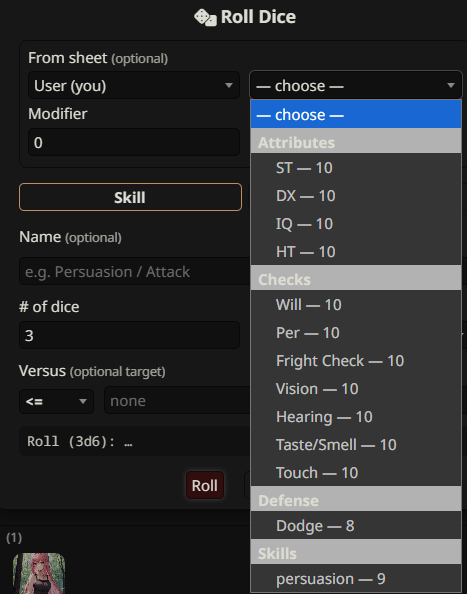 Roll Dice
From sheet (optional)
User (you)
— choose —
Modifier
0
— choose —
Attributes
ST — 10
DX — 10
IQ — 10
HT — 10
Checks
Will — 10
Per — 10
Fright Check — 10
Vision — 10
Hearing — 10
Taste/Smell — 10
Touch — 10
Defense
Dodge — 8
Skills
persuasion — 9
Skill
Name (optional)
e.g. Persuasion / Attack
# of dice
3
Versus (optional target)
<=
none
Roll (3d6): …
Roll
(1)